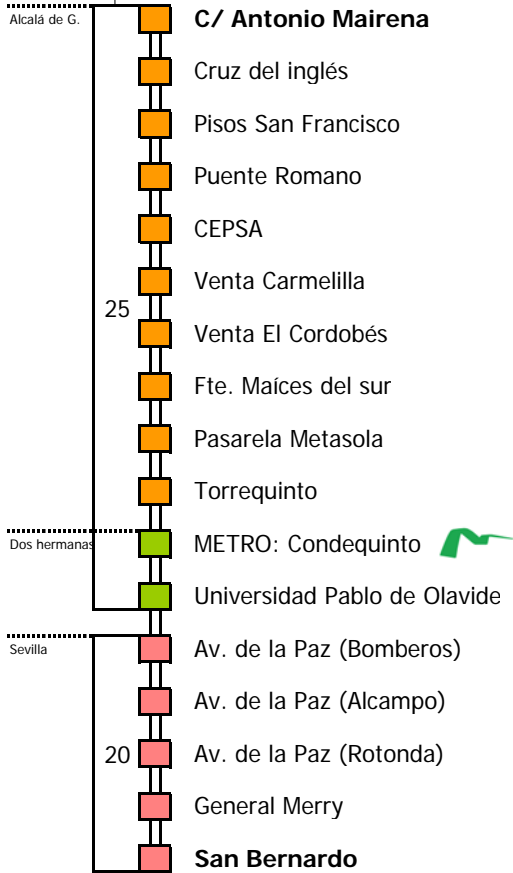 Alcalá de G.
C/ Antonio Mairena
Cruz del inglés
Pisos San Francisco
Puente Romano
CEPSA
Venta Carmelilla
25
Venta El Cordobés
Fte. Maíces del sur
Pasarela Metasola
Torrequinto
Dos hermanas
METRO: Condequinto
Universidad Pablo de Olavide
Sevilla
Av. de la Paz (Bomberos)
Av. de la Paz (Alcampo)
20
Av. de la Paz (Rotonda)
General Merry
San Bernardo